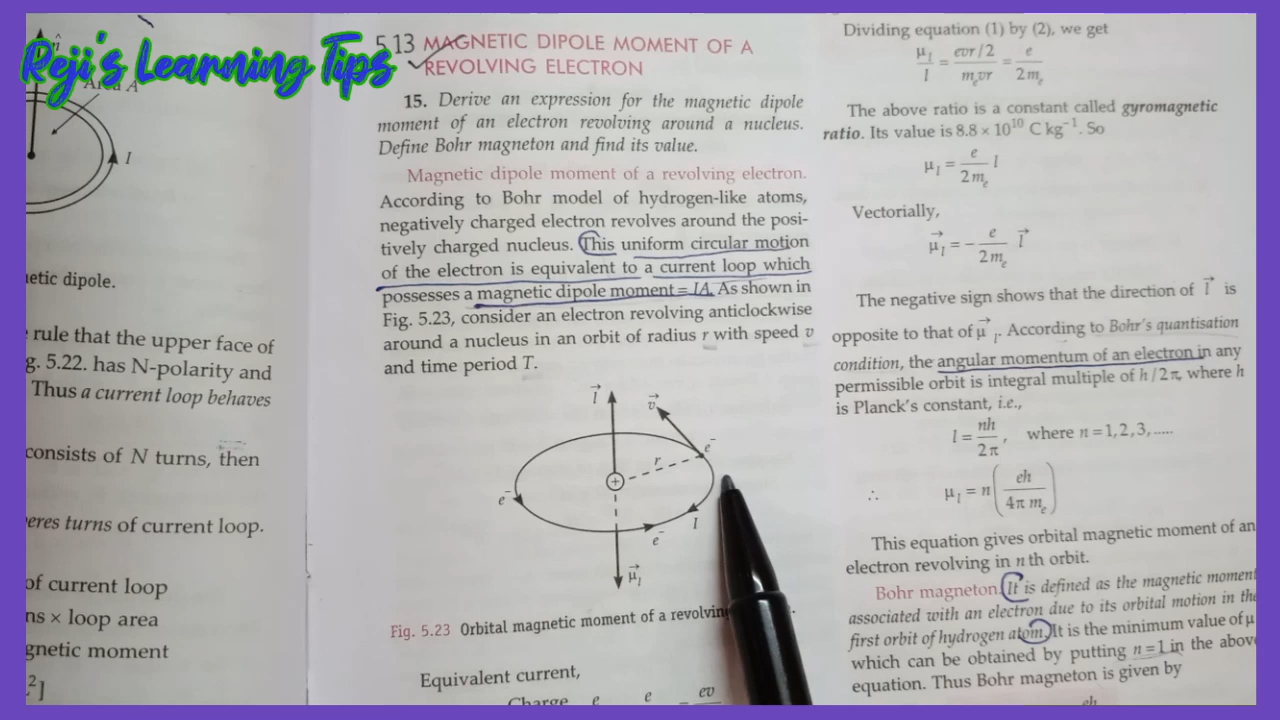 Reji's Learning Tips
n̂
Area A
I
netic dipole.
rule that the upper face of
g. 5.22. has N-polarity and
Thus a current loop behaves
consists of N turns, then
peres turns of current loop.
of current loop
ns × loop area
gnetic moment
²]
5.13 MAGNETIC DIPOLE MOMENT OF A
REVOLVING ELECTRON
15. Derive an expression for the magnetic dipole
moment of an electron revolving around a nucleus.
Define Bohr magneton and find its value.
Magnetic dipole moment of a revolving electron.
According to Bohr model of hydrogen-like atoms,
negatively charged electron revolves around the posi-
tively charged nucleus. This uniform circular motion
of the electron is equivalent to a current loop which
possesses a magnetic dipole moment = IA. As shown in
Fig. 5.23, consider an electron revolving anticlockwise
around a nucleus in an orbit of radius r with speed v
and time period T.
l⃗
v⃗
e⁻
r
+
e⁻
I
e⁻
μ⃗ₗ
Fig. 5.23 Orbital magnetic moment of a revolving
Equivalent current,
Charge e e ev
Dividing equation (1) by (2), we get
μₗ/l = (evr/2)/(mₑvr) = e/(2mₑ)
The above ratio is a constant called gyromagnetic
ratio. Its value is 8.8 × 10¹⁰ C kg⁻¹. So
μₗ = e/(2mₑ) l
Vectorially,
μ⃗ₗ = − e/(2mₑ) l⃗
The negative sign shows that the direction of l⃗ is
opposite to that of μ⃗ₗ. According to Bohr's quantisation
condition, the angular momentum of an electron in any
permissible orbit is integral multiple of h/2π, where h
is Planck's constant, i.e.,
l = nh/2π, where n = 1, 2, 3, .....
∴ μₗ = n(eh/(4π mₑ))
This equation gives orbital magnetic moment of an
electron revolving in n th orbit.
Bohr magneton. It is defined as the magnetic moment
associated with an electron due to its orbital motion in the
first orbit of hydrogen atom. It is the minimum value of μ
which can be obtained by putting n = 1 in the above
equation. Thus Bohr magneton is given by
eh